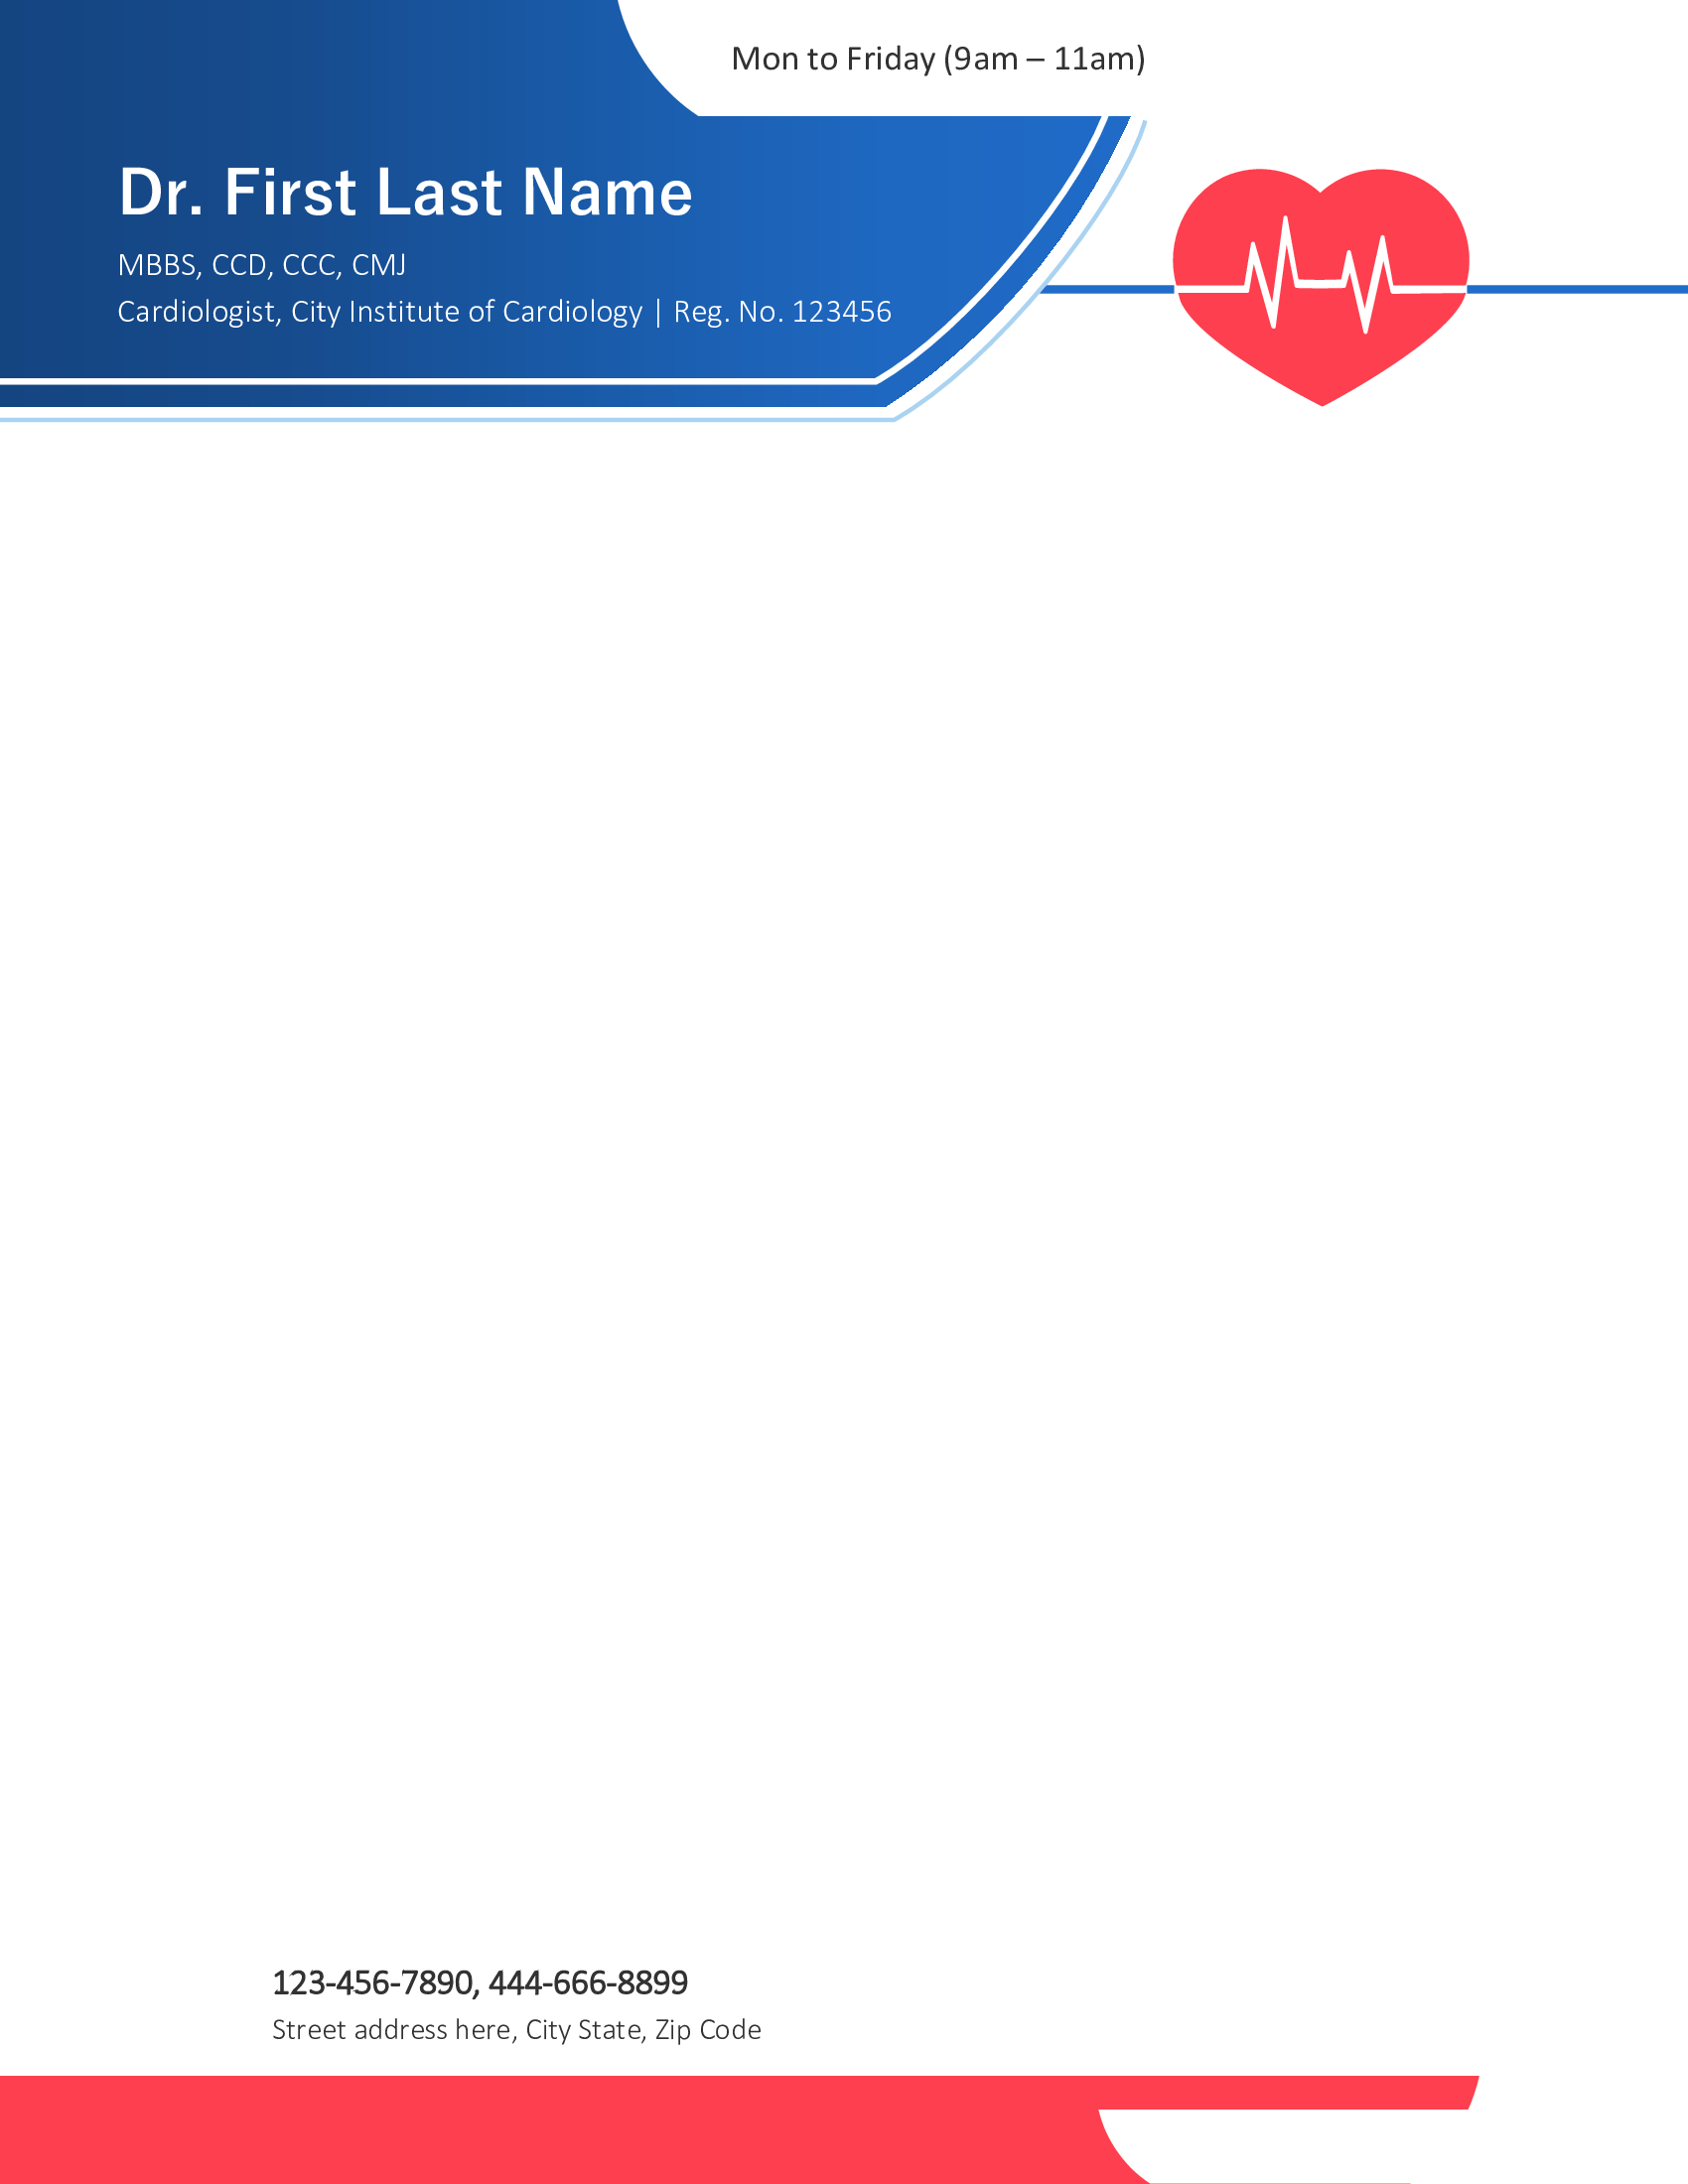 Mon to Friday (9am – 11am)
Dr. First Last Name
MBBS, CCD, CCC, CMJ
Cardiologist, City Institute of Cardiology | Reg. No. 123456
123-456-7890, 444-666-8899
Street address here, City State, Zip Code